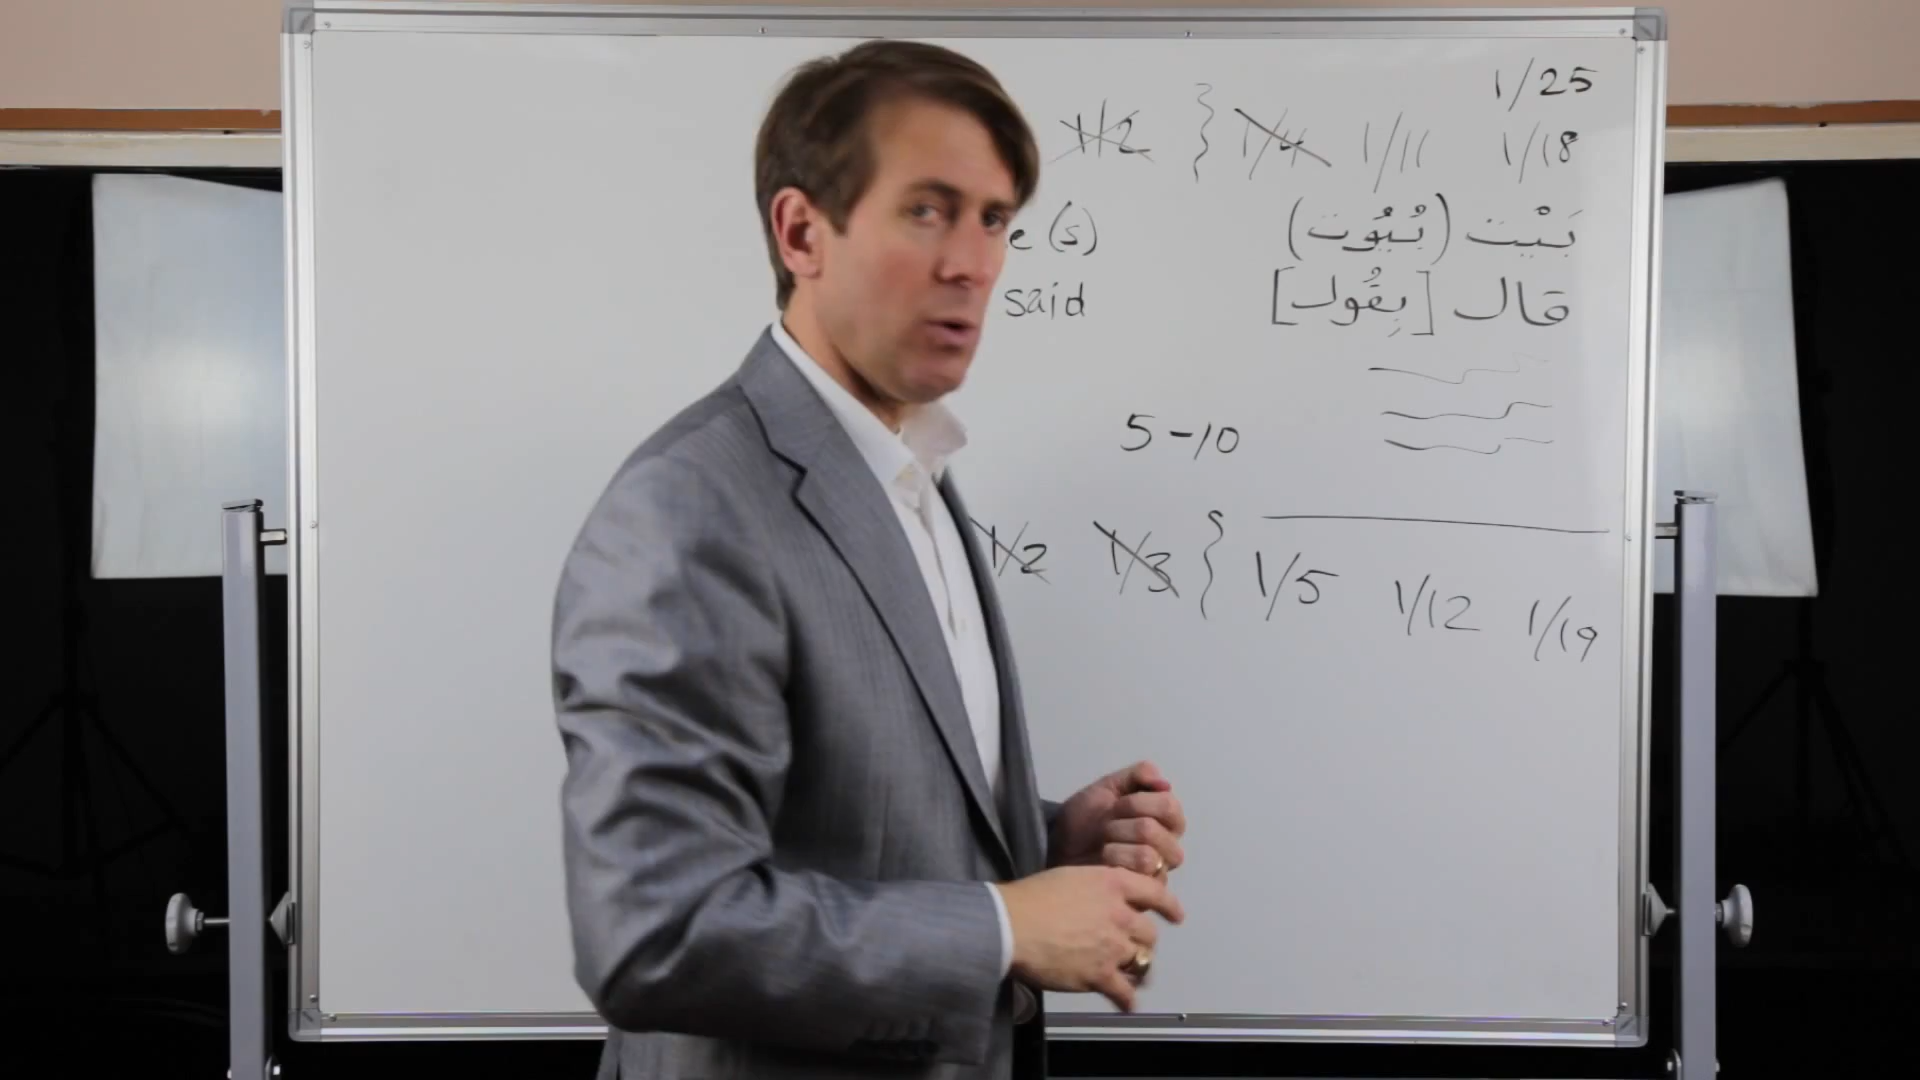 1/25
1/2 } 1/4 1/11 1/18
e (s) بَيْت (بُيُوت)
said قال [بِقُول]
5-10
1/2 1/3 } 1/5 1/12 1/19